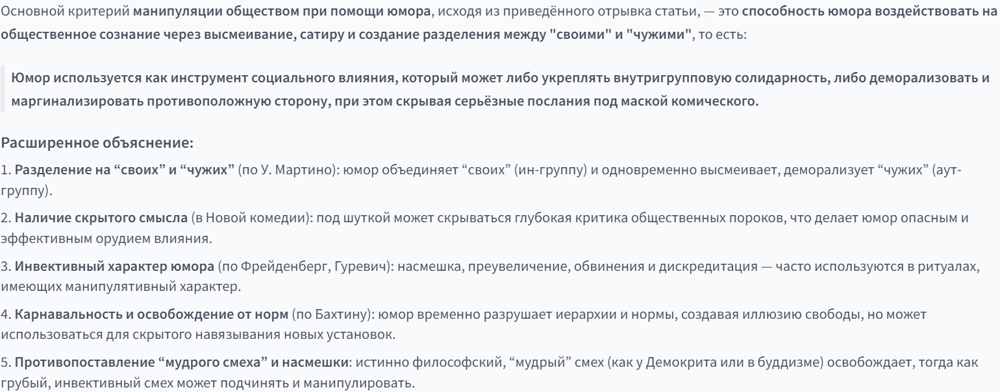 Основной критерий манипуляции обществом при помощи юмора, исходя из приведённого отрывка статьи, — это способность юмора воздействовать на
общественное сознание через высмеивание, сатиру и создание разделения между "своими" и "чужими", то есть:
Юмор используется как инструмент социального влияния, который может либо укреплять внутригрупповую солидарность, либо деморализовать и
маргинализировать противоположную сторону, при этом скрывая серьёзные послания под маской комического.
Расширенное объяснение:
1. Разделение на “своих” и “чужих” (по У. Мартино): юмор объединяет “своих” (ин-группу) и одновременно высмеивает, деморализует “чужих” (аут-
группу).
2. Наличие скрытого смысла (в Новой комедии): под шуткой может скрываться глубокая критика общественных пороков, что делает юмор опасным и
эффективным орудием влияния.
3. Инвективный характер юмора (по Фрейденберг, Гуревич): насмешка, преувеличение, обвинения и дискредитация — часто используются в ритуалах,
имеющих манипулятивный характер.
4. Карнавальность и освобождение от норм (по Бахтину): юмор временно разрушает иерархии и нормы, создавая иллюзию свободы, но может
использоваться для скрытого навязывания новых установок.
5. Противопоставление “мудрого смеха” и насмешки: истинно философский, “мудрый” смех (как у Демокрита или в буддизме) освобождает, тогда как
грубый, инвективный смех может подчинять и манипулировать.